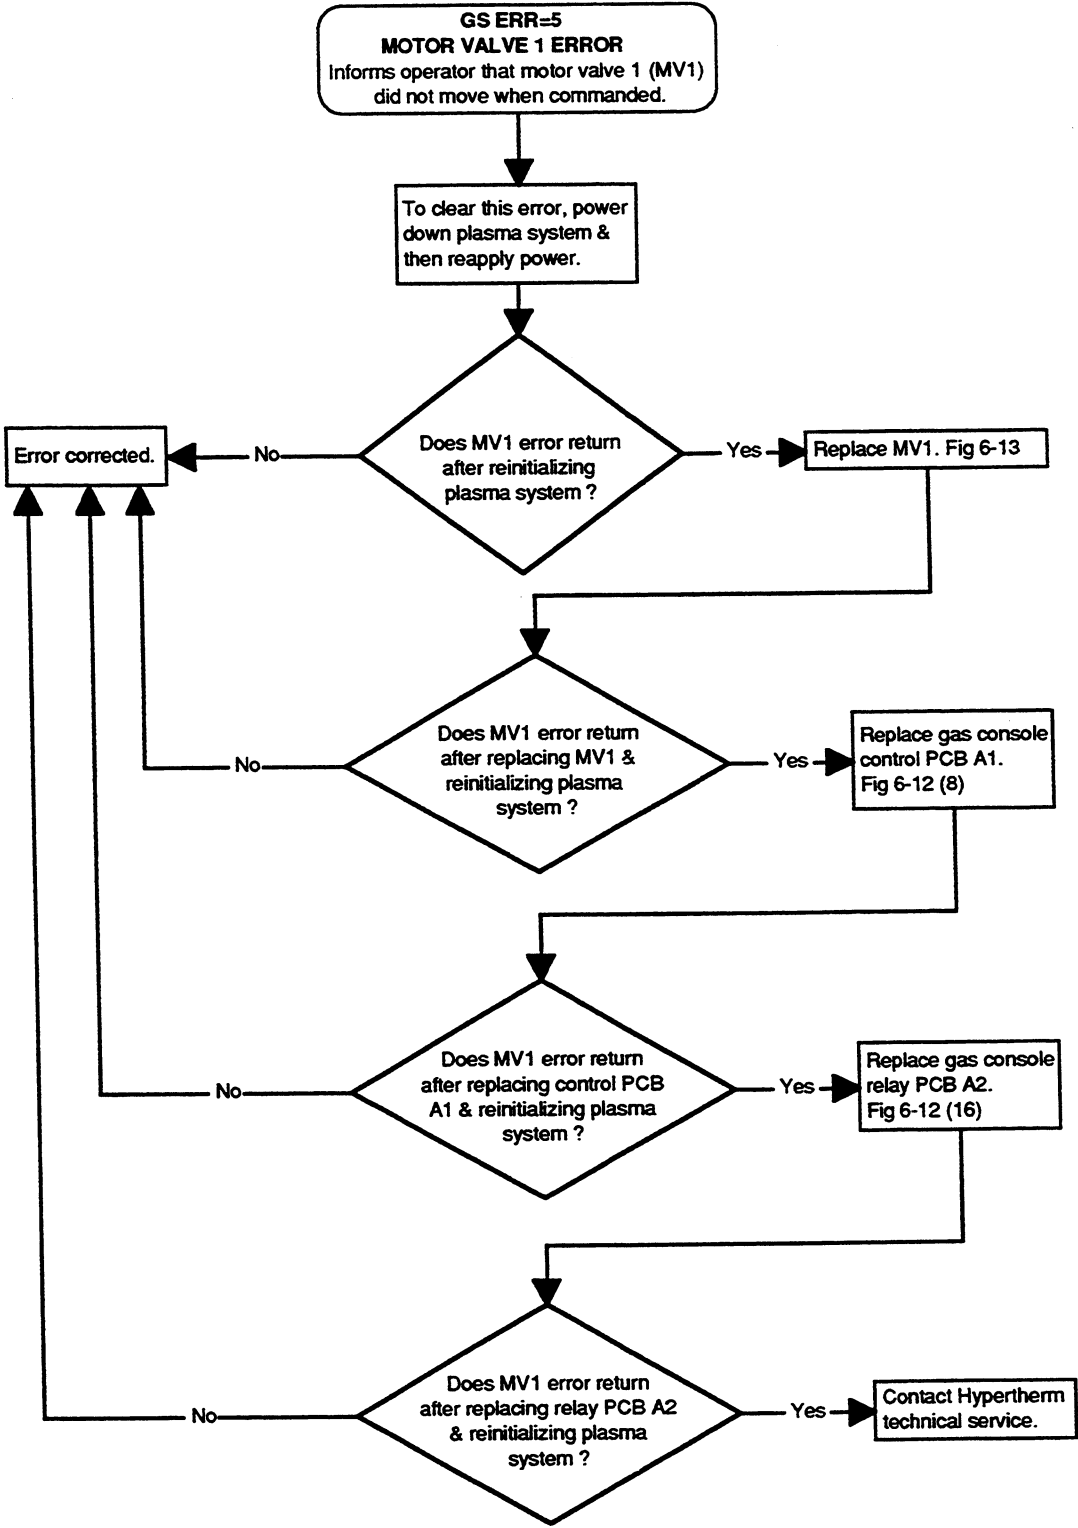 GS ERR=5
MOTOR VALVE 1 ERROR
Informs operator that motor valve 1 (MV1)
did not move when commanded.
To clear this error, power
down plasma system &
then reapply power.
Does MV1 error return
after reinitializing
plasma system ?
No
Error corrected.
Yes
Replace MV1. Fig 6-13
Does MV1 error return
after replacing MV1 &
reinitializing plasma
system ?
No
Yes
Replace gas console
control PCB A1.
Fig 6-12 (8)
Does MV1 error return
after replacing control PCB
A1 & reinitializing plasma
system ?
No
Yes
Replace gas console
relay PCB A2.
Fig 6-12 (16)
Does MV1 error return
after replacing relay PCB A2
& reinitializing plasma
system ?
No
Yes
Contact Hypertherm
technical service.